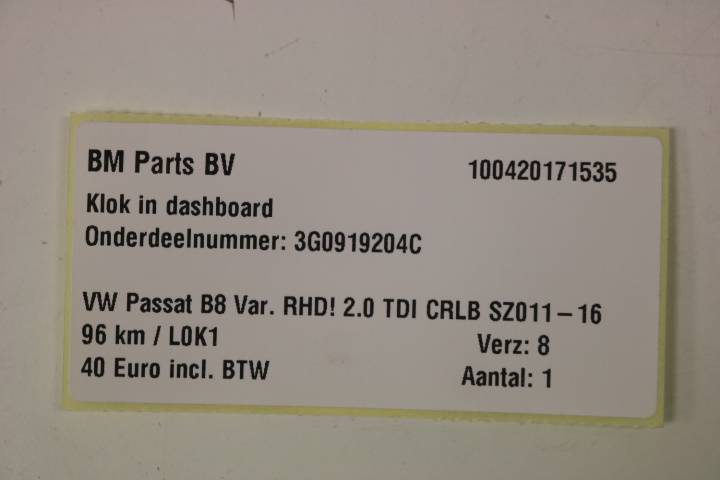 BM Parts BV 100420171535
Klok in dashboard
Onderdeelnummer: 3G0919204C
VW Passat B8 Var. RHD! 2.0 TDI CRLB SZ011-16
96 km / L0K1 Verz: 8
40 Euro incl. BTW Aantal: 1